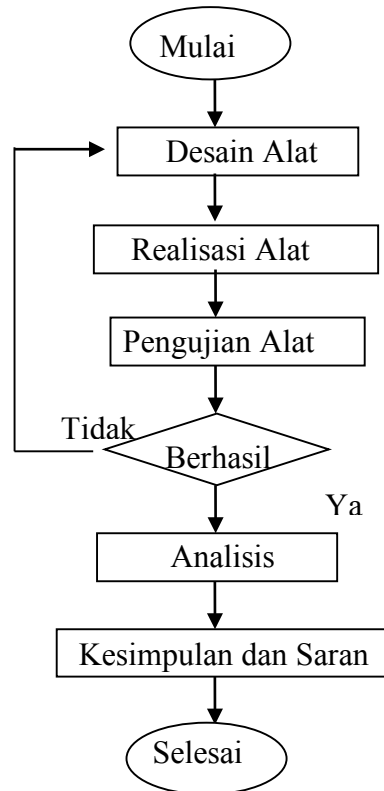 Mulai
Desain Alat
Realisasi Alat
Pengujian Alat
Tidak
Berhasil
Ya
Analisis
Kesimpulan dan Saran
Selesai